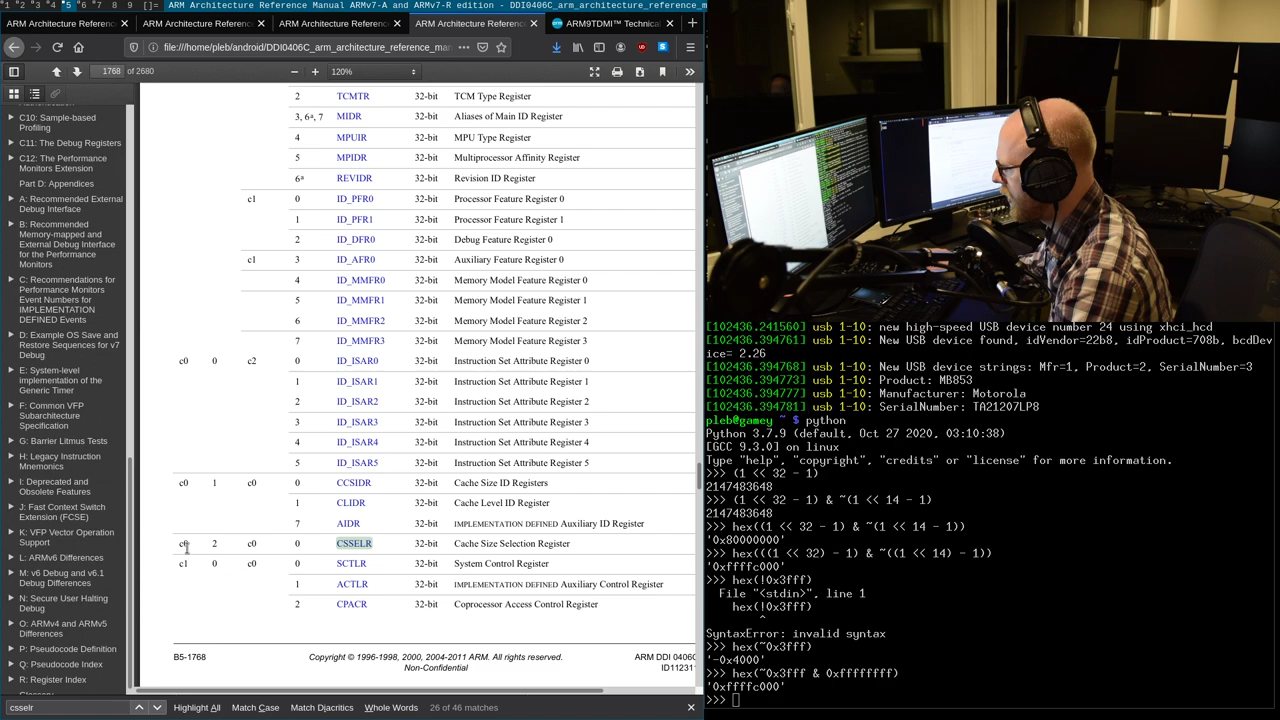 1 2 3 4 5 6 7 8 9 []= ARM Architecture Reference Manual ARMv7-A and ARMv7-R edition - DDI0406C_arm_architecture_reference_m
ARM Architecture Reference
ARM Architecture Reference
ARM Architecture Reference
ARM Architecture Reference
ARM9TDMI™ Technical
file:///home/pleb/android/DDI0406C_arm_architecture_reference_ma
1768 of 2680
120%
C10: Sample-based
Profiling
C11: The Debug Registers
C12: The Performance
Monitors Extension
Part D: Appendices
A: Recommended External
Debug Interface
B: Recommended
Memory-mapped and
External Debug Interface
for the Performance
Monitors
C: Recommendations for
Performance Monitors
Event Numbers for
IMPLEMENTATION
DEFINED Events
D: Example OS Save and
Restore Sequences for v7
Debug
E: System-level
implementation of the
Generic Timer
F: Common VFP
Subarchitecture
Specification
G: Barrier Litmus Tests
H: Legacy Instruction
Mnemonics
I: Deprecated and
Obsolete Features
J: Fast Context Switch
Extension (FCSE)
K: VFP Vector Operation
Support
L: ARMv6 Differences
M: v6 Debug and v6.1
Debug Differences
N: Secure User Halting
Debug
O: ARMv4 and ARMv5
Differences
P: Pseudocode Definition
Q: Pseudocode Index
R: Register Index
2 TCMTR 32-bit TCM Type Register
3, 6ª, 7 MIDR 32-bit Aliases of Main ID Register
4 MPUIR 32-bit MPU Type Register
5 MPIDR 32-bit Multiprocessor Affinity Register
6ª REVIDR 32-bit Revision ID Register
c1 0 ID_PFR0 32-bit Processor Feature Register 0
1 ID_PFR1 32-bit Processor Feature Register 1
2 ID_DFR0 32-bit Debug Feature Register 0
c1 3 ID_AFR0 32-bit Auxiliary Feature Register 0
4 ID_MMFR0 32-bit Memory Model Feature Register 0
5 ID_MMFR1 32-bit Memory Model Feature Register 1
6 ID_MMFR2 32-bit Memory Model Feature Register 2
7 ID_MMFR3 32-bit Memory Model Feature Register 3
c0 0 c2 0 ID_ISAR0 32-bit Instruction Set Attribute Register 0
1 ID_ISAR1 32-bit Instruction Set Attribute Register 1
2 ID_ISAR2 32-bit Instruction Set Attribute Register 2
3 ID_ISAR3 32-bit Instruction Set Attribute Register 3
4 ID_ISAR4 32-bit Instruction Set Attribute Register 4
5 ID_ISAR5 32-bit Instruction Set Attribute Register 5
c0 1 c0 0 CCSIDR 32-bit Cache Size ID Registers
1 CLIDR 32-bit Cache Level ID Register
7 AIDR 32-bit IMPLEMENTATION DEFINED Auxiliary ID Register
c0 2 c0 0 CSSELR 32-bit Cache Size Selection Register
c1 0 c0 0 SCTLR 32-bit System Control Register
1 ACTLR 32-bit IMPLEMENTATION DEFINED Auxiliary Control Register
2 CPACR 32-bit Coprocessor Access Control Register
B5-1768 Copyright © 1996-1998, 2000, 2004-2011 ARM. All rights reserved. ARM DDI 0406C
Non-Confidential ID11231
csselr Highlight All Match Case Match Diacritics Whole Words 26 of 46 matches
[102436.241560] usb 1-10: new high-speed USB device number 24 using xhci_hcd
[102436.394761] usb 1-10: New USB device found, idVendor=22b8, idProduct=708b, bcdDev
ice= 2.26
[102436.394768] usb 1-10: New USB device strings: Mfr=1, Product=2, SerialNumber=3
[102436.394773] usb 1-10: Product: MB853
[102436.394777] usb 1-10: Manufacturer: Motorola
[102436.394781] usb 1-10: SerialNumber: TA21207LP8
pleb@gamey ~ $ python
Python 3.7.9 (default, Oct 27 2020, 03:10:38)
[GCC 9.3.0] on linux
Type "help", "copyright", "credits" or "license" for more information.
>>> (1 << 32 - 1)
2147483648
>>> (1 << 32 - 1) & ~(1 << 14 - 1)
2147483648
>>> hex((1 << 32 - 1) & ~(1 << 14 - 1))
'0x80000000'
>>> hex(((1 << 32) - 1) & ~((1 << 14) - 1))
'0xffffc000'
>>> hex(!0x3fff)
File "<stdin>", line 1
hex(!0x3fff)
^
SyntaxError: invalid syntax
>>> hex(~0x3fff)
'-0x4000'
>>> hex(~0x3fff & 0xffffffff)
'0xffffc000'
>>>